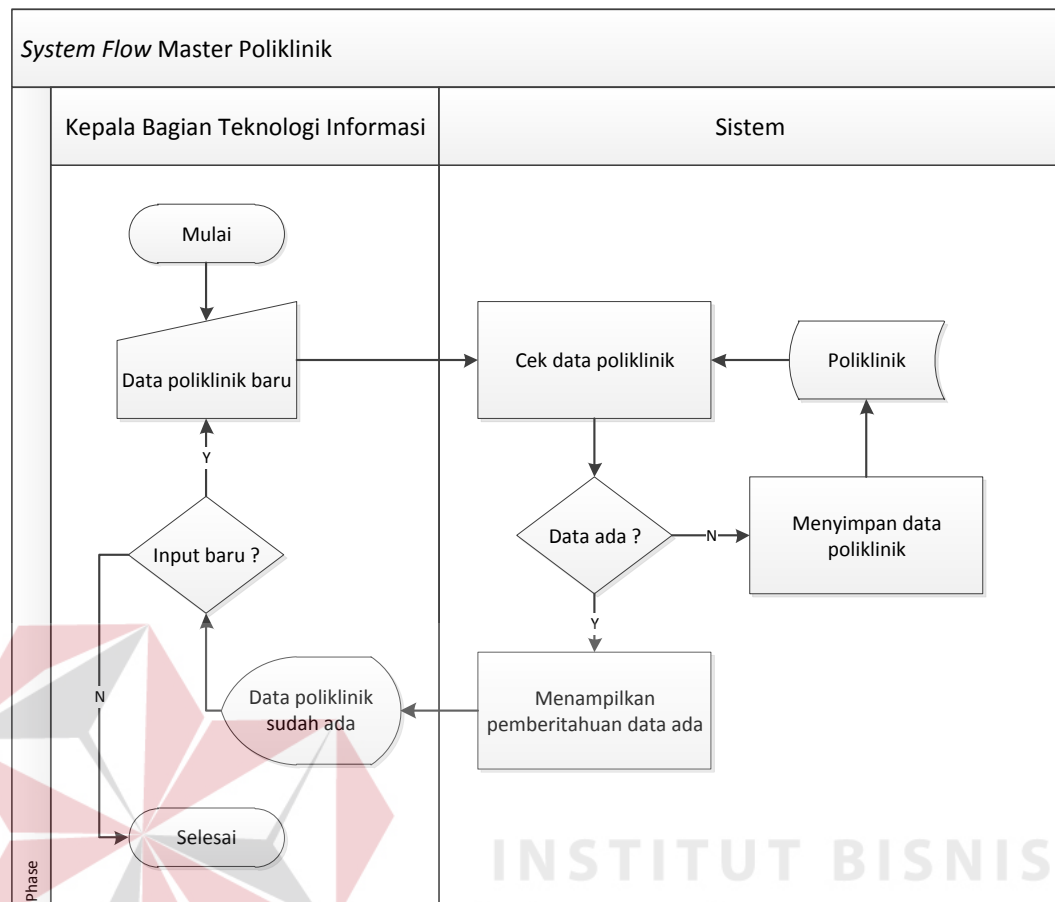 System Flow Master Poliklinik
Kepala Bagian Teknologi Informasi
Sistem
Mulai
Data poliklinik baru
Cek data poliklinik
Poliklinik
Y
Input baru ?
Data ada ?
N
Menyimpan data
poliklinik
Y
N
Data poliklinik
sudah ada
Menampilkan
pemberitahuan data ada
Selesai
Phase
INSTITUT BISNIS